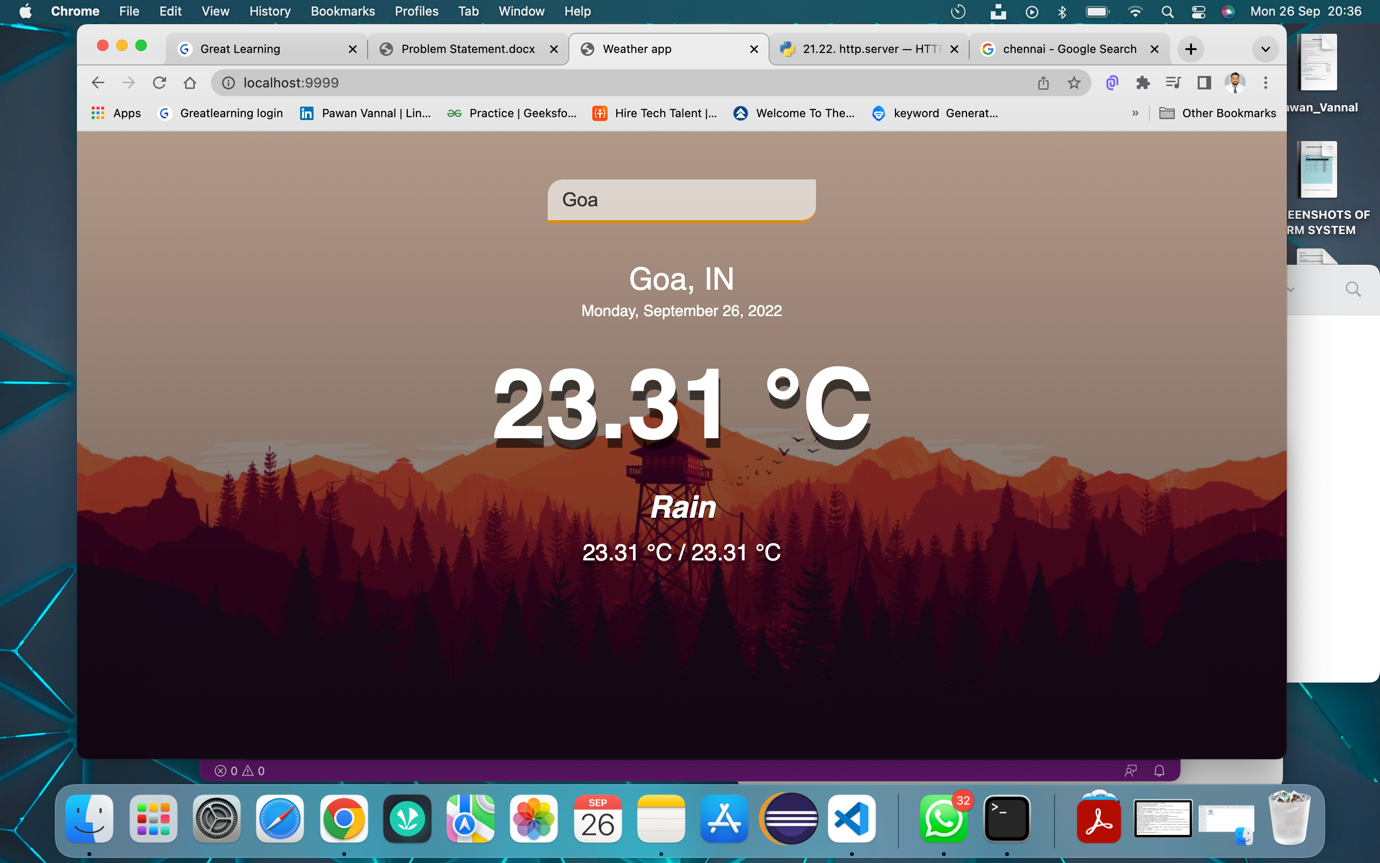 Chrome File Edit View History Bookmarks Profiles Tab Window Help Mon 26 Sep 20:36
Great Learning Problem Statement.docx Weather app 21.22. http.server — HTT chennai - Google Search
localhost:9999
Apps Greatlearning login Pawan Vannal | Lin... Practice | Geeksfo... Hire Tech Talent |... Welcome To The... keyword Generat... » Other Bookmarks
awan_Vannal
EENSHOTS OF
RM SYSTEM
Goa
Goa, IN
Monday, September 26, 2022
23.31 °C
Rain
23.31 °C / 23.31 °C
0 0
SEP
26
32
>_